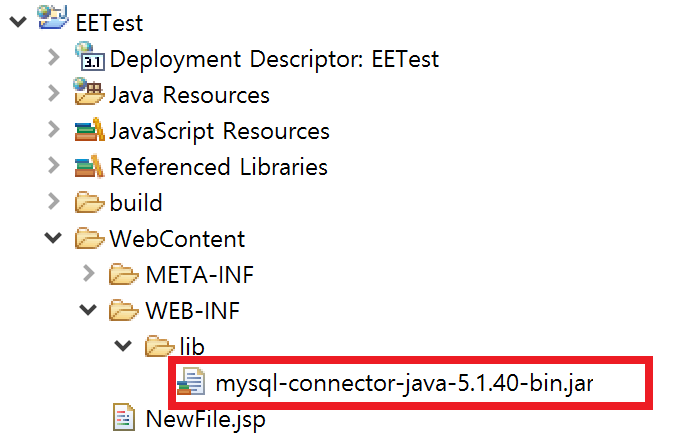 EETest
3.1 Deployment Descriptor: EETest
Java Resources
JavaScript Resources
Referenced Libraries
build
WebContent
META-INF
WEB-INF
lib
mysql-connector-java-5.1.40-bin.jar
NewFile.jsp